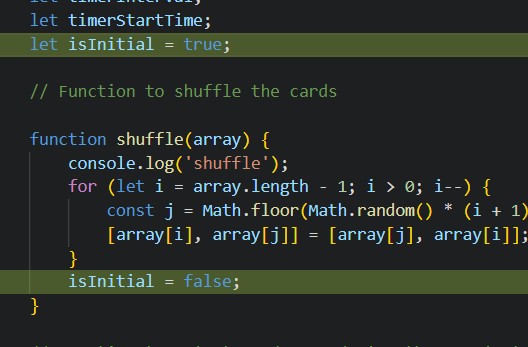 let timerInterval;
let timerStartTime;
let isInitial = true;
// Function to shuffle the cards
function shuffle(array) {
console.log('shuffle');
for (let i = array.length - 1; i > 0; i--) {
const j = Math.floor(Math.random() * (i + 1)
[array[i], array[j]] = [array[j], array[i]];
}
isInitial = false;
}